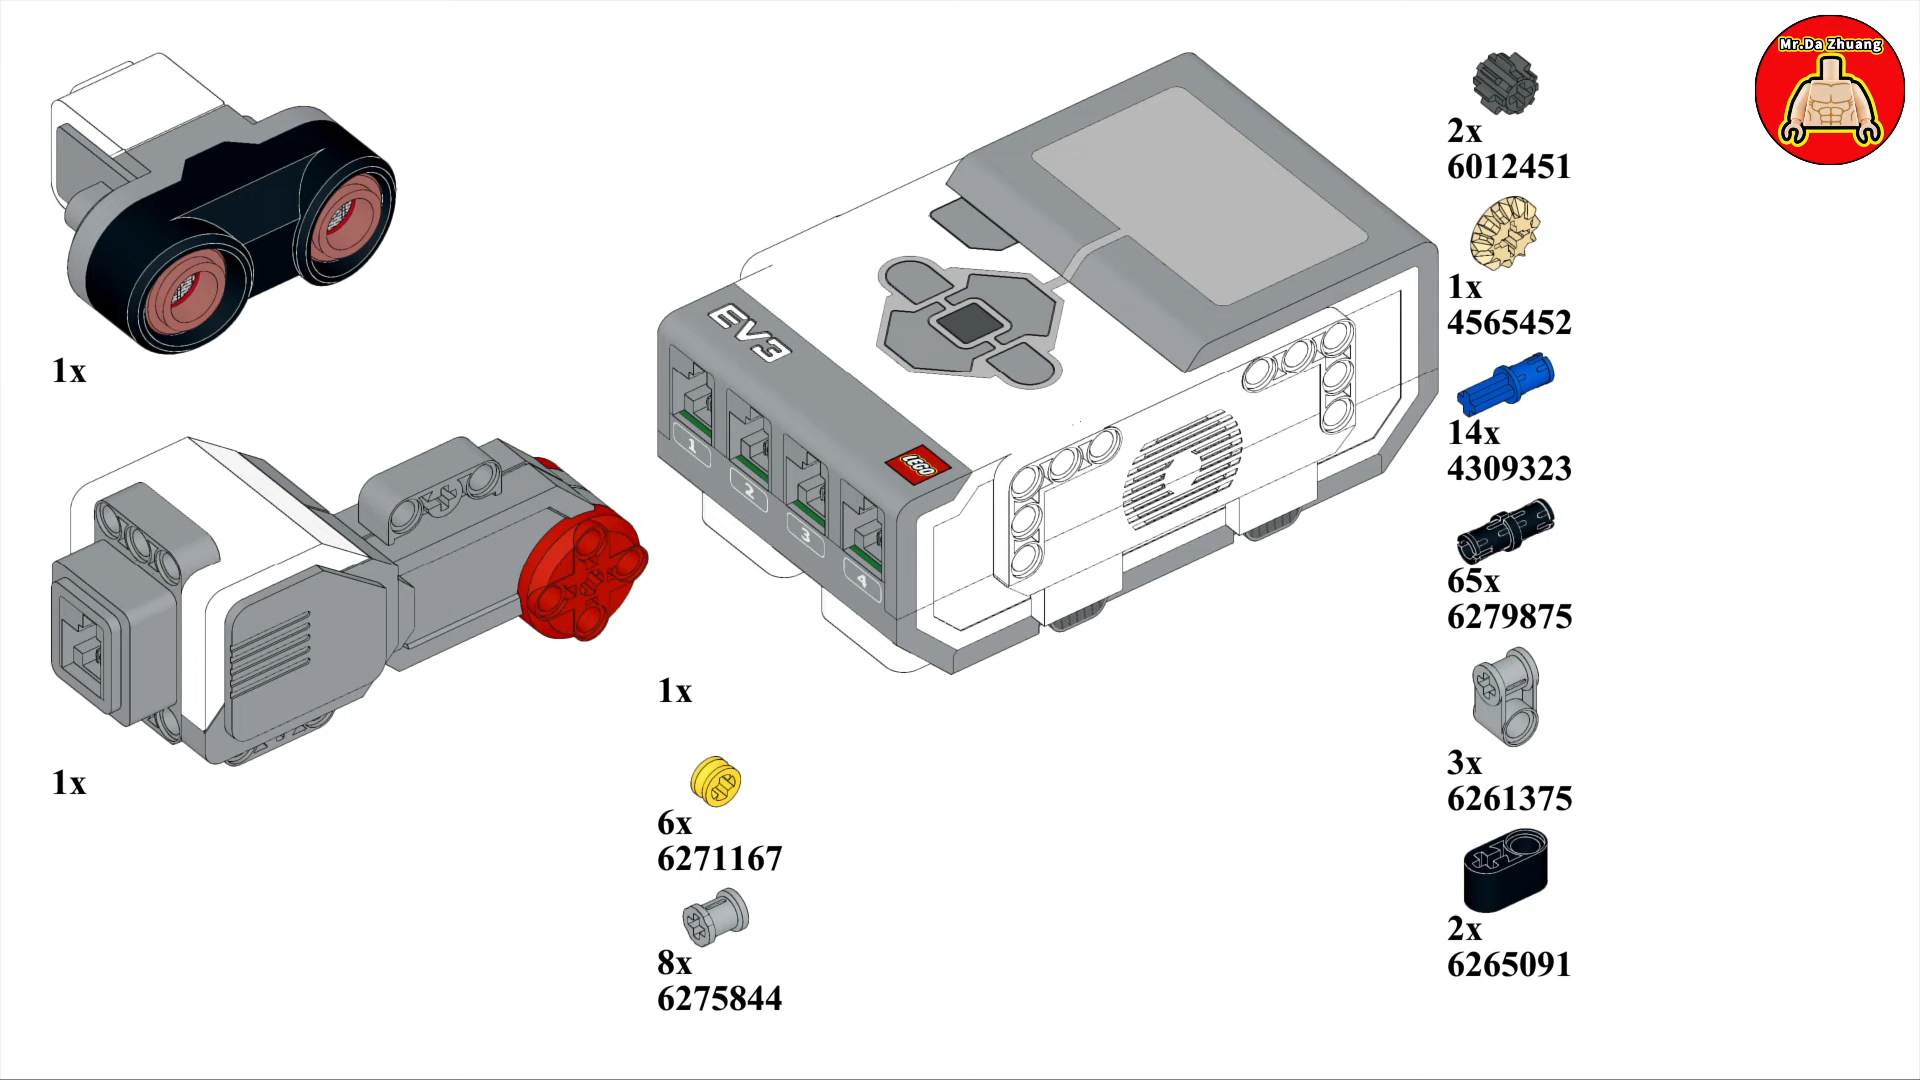 Mr.Da Zhuang
1x
1x
EV3
LEGO
1
2
3
4
1x
6x
6271167
8x
6275844
2x
6012451
1x
4565452
14x
4309323
65x
6279875
3x
6261375
2x
6265091